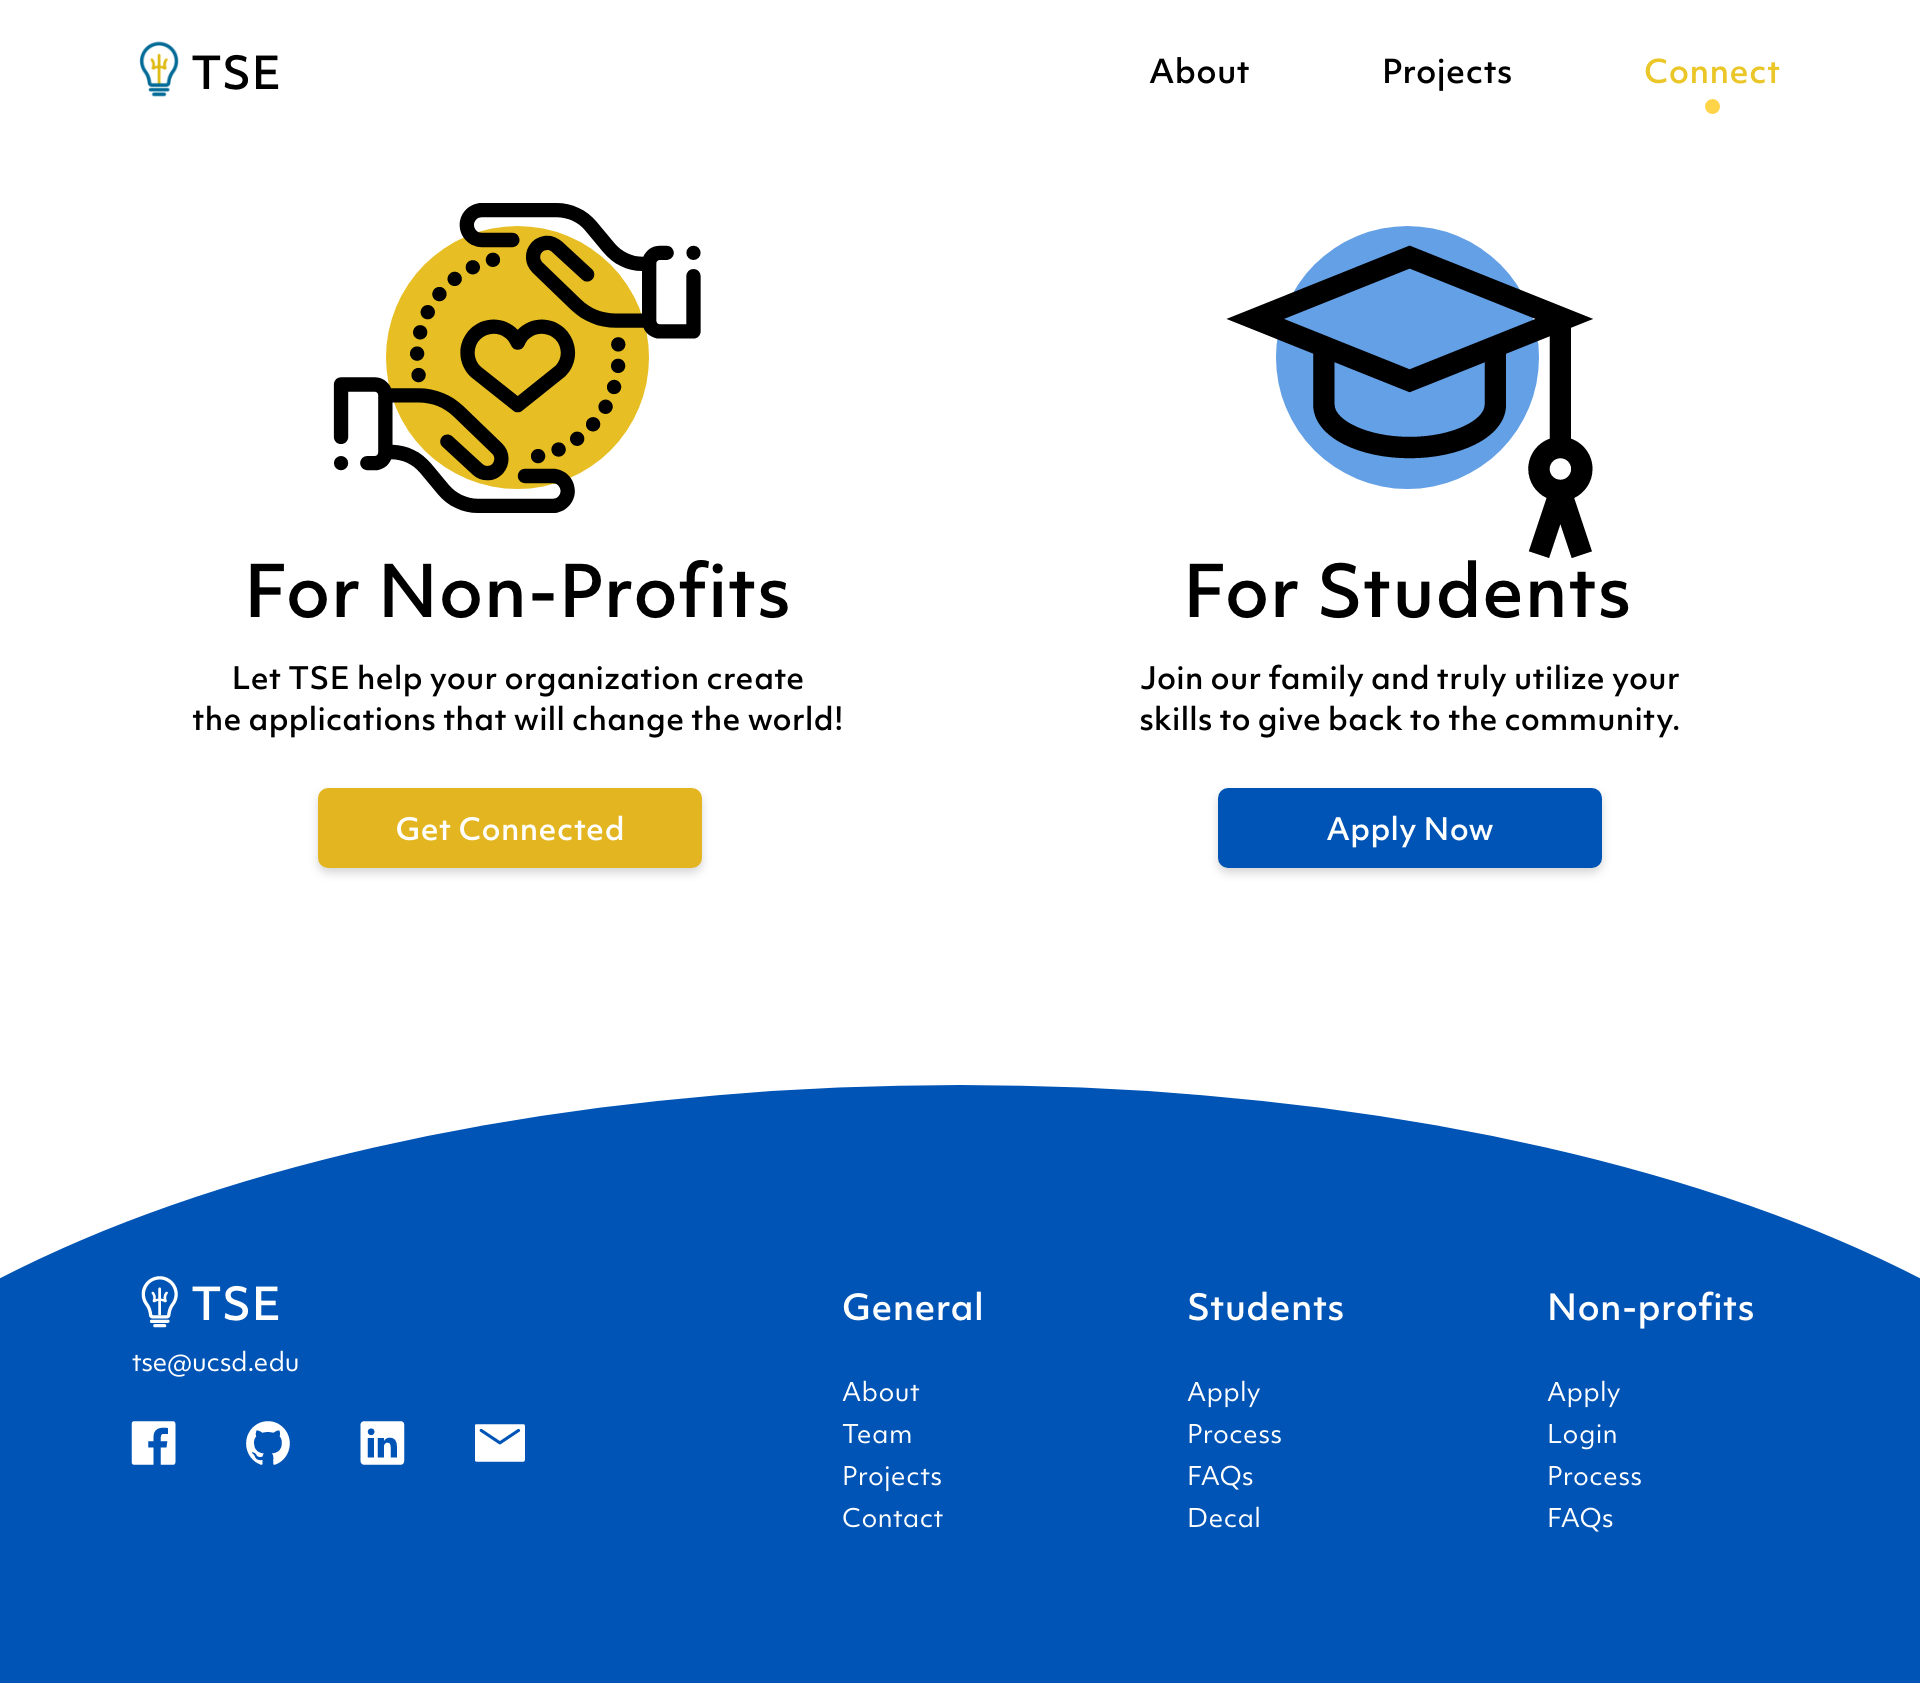 TSE
About
Projects
Connect
For Non-Profits
Let TSE help your organization create
the applications that will change the world!
Get Connected
For Students
Join our family and truly utilize your
skills to give back to the community.
Apply Now
TSE
tse@ucsd.edu
General
About
Team
Projects
Contact
Students
Apply
Process
FAQs
Decal
Non-profits
Apply
Login
Process
FAQs